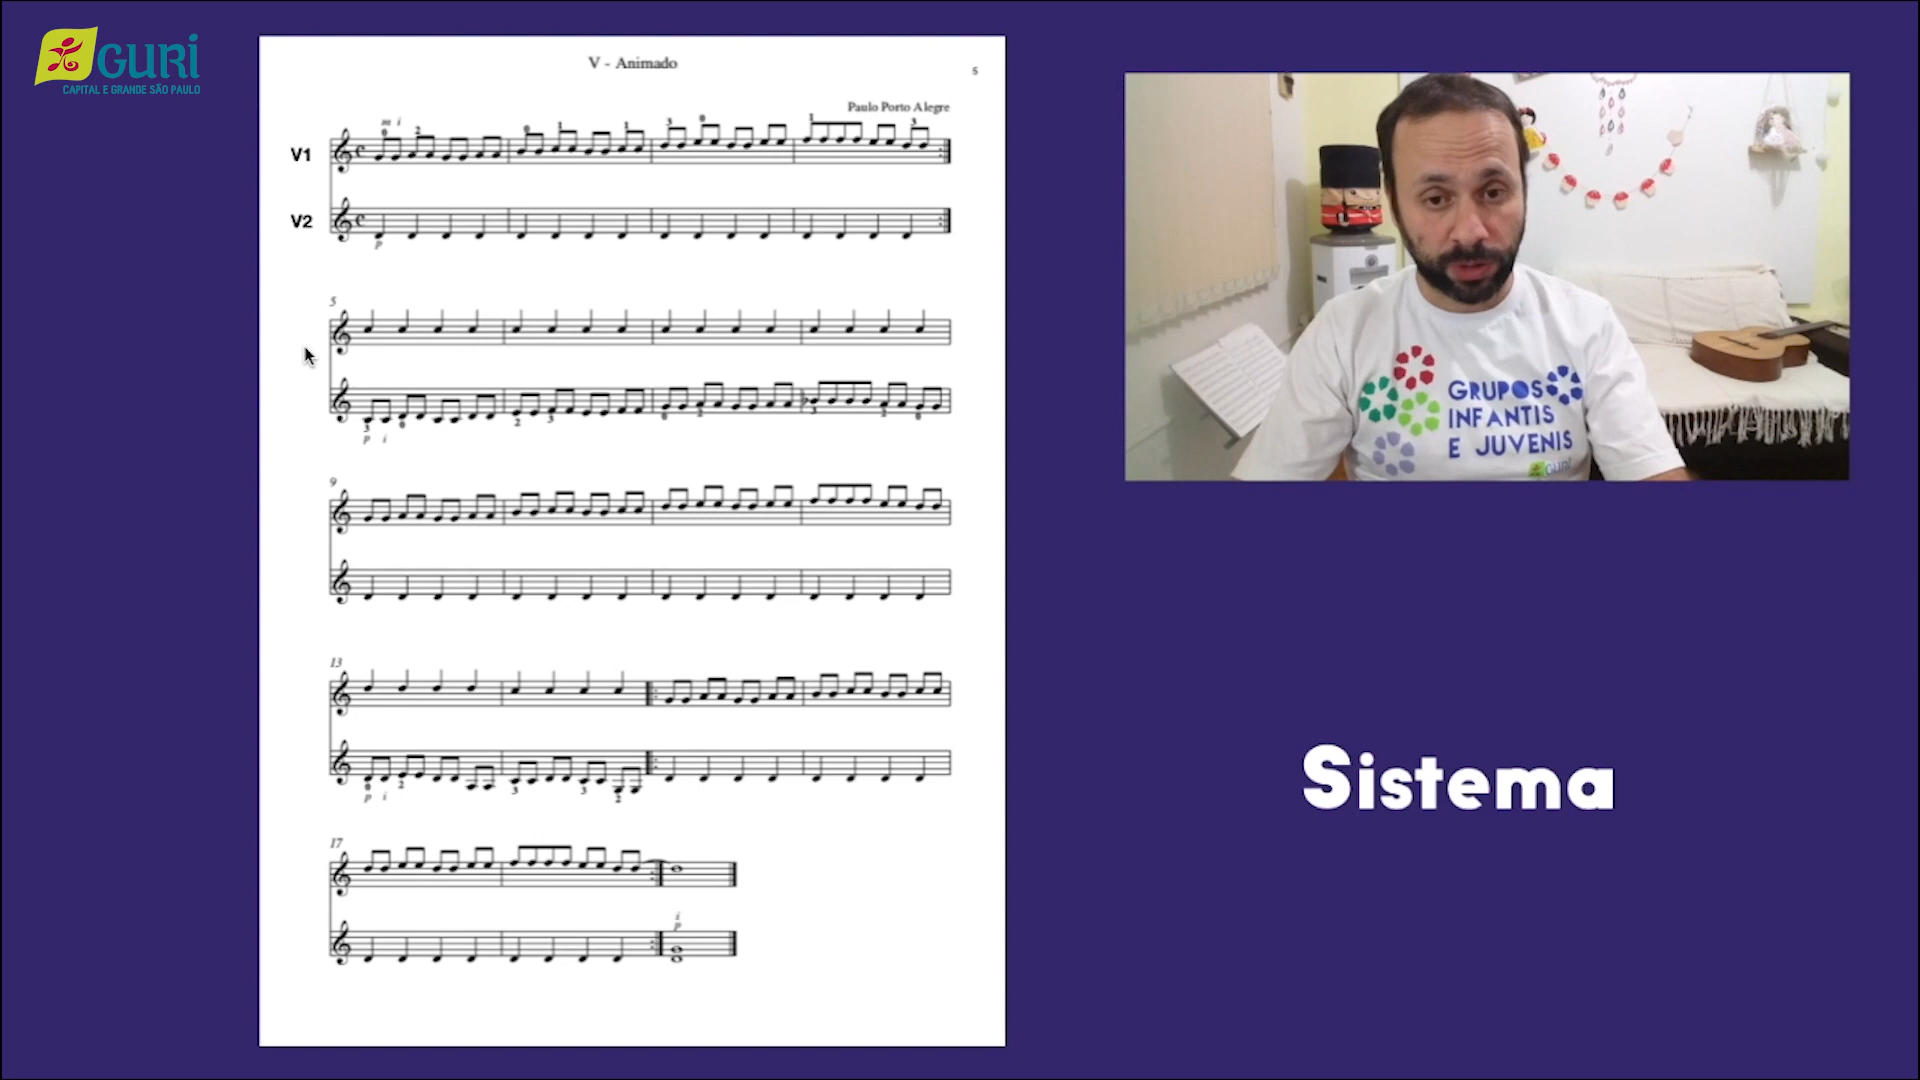 GURI
CAPITAL E GRANDE SÃO PAULO
V - Animado
5
Paulo Porto Alegre
m i
V1
V2
p
5
p i
9
13
p i
17
i
p
GRUPOS
INFANTIS
E JUVENIS
GURI
Sistema